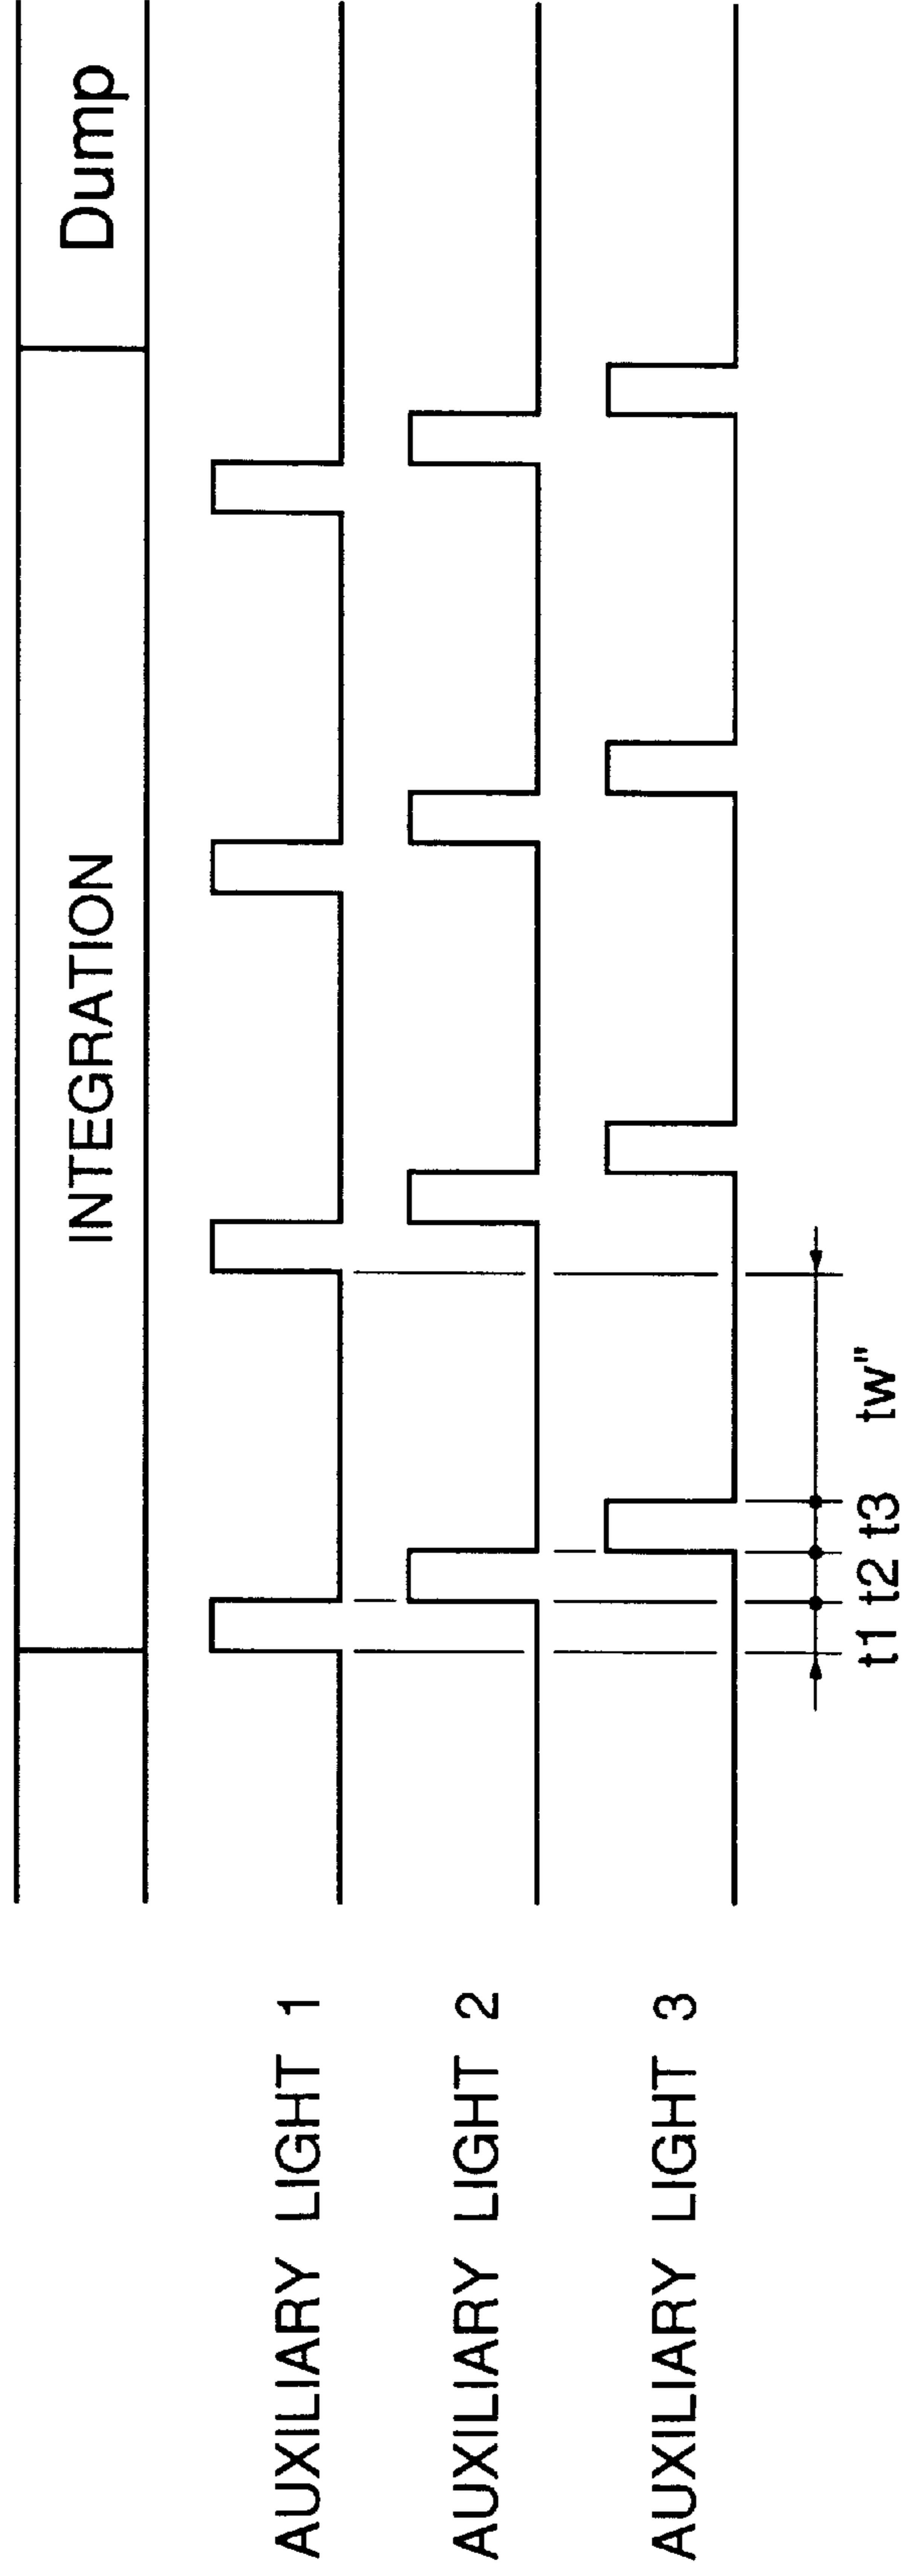 INTEGRATION Dump
AUXILIARY LIGHT 1
AUXILIARY LIGHT 2
AUXILIARY LIGHT 3
t1 t2 t3 tw"